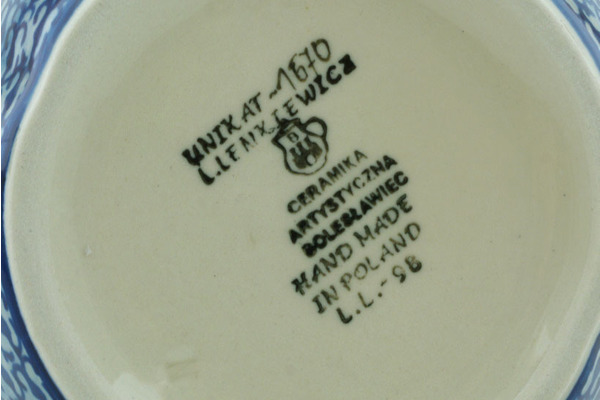 UNIKAT-1670
L.LENKIEWICZ
CERAMIKA
ARTYSTYCZNA
BOLESŁAWIEC
HAND MADE
IN POLAND
L.L.-98